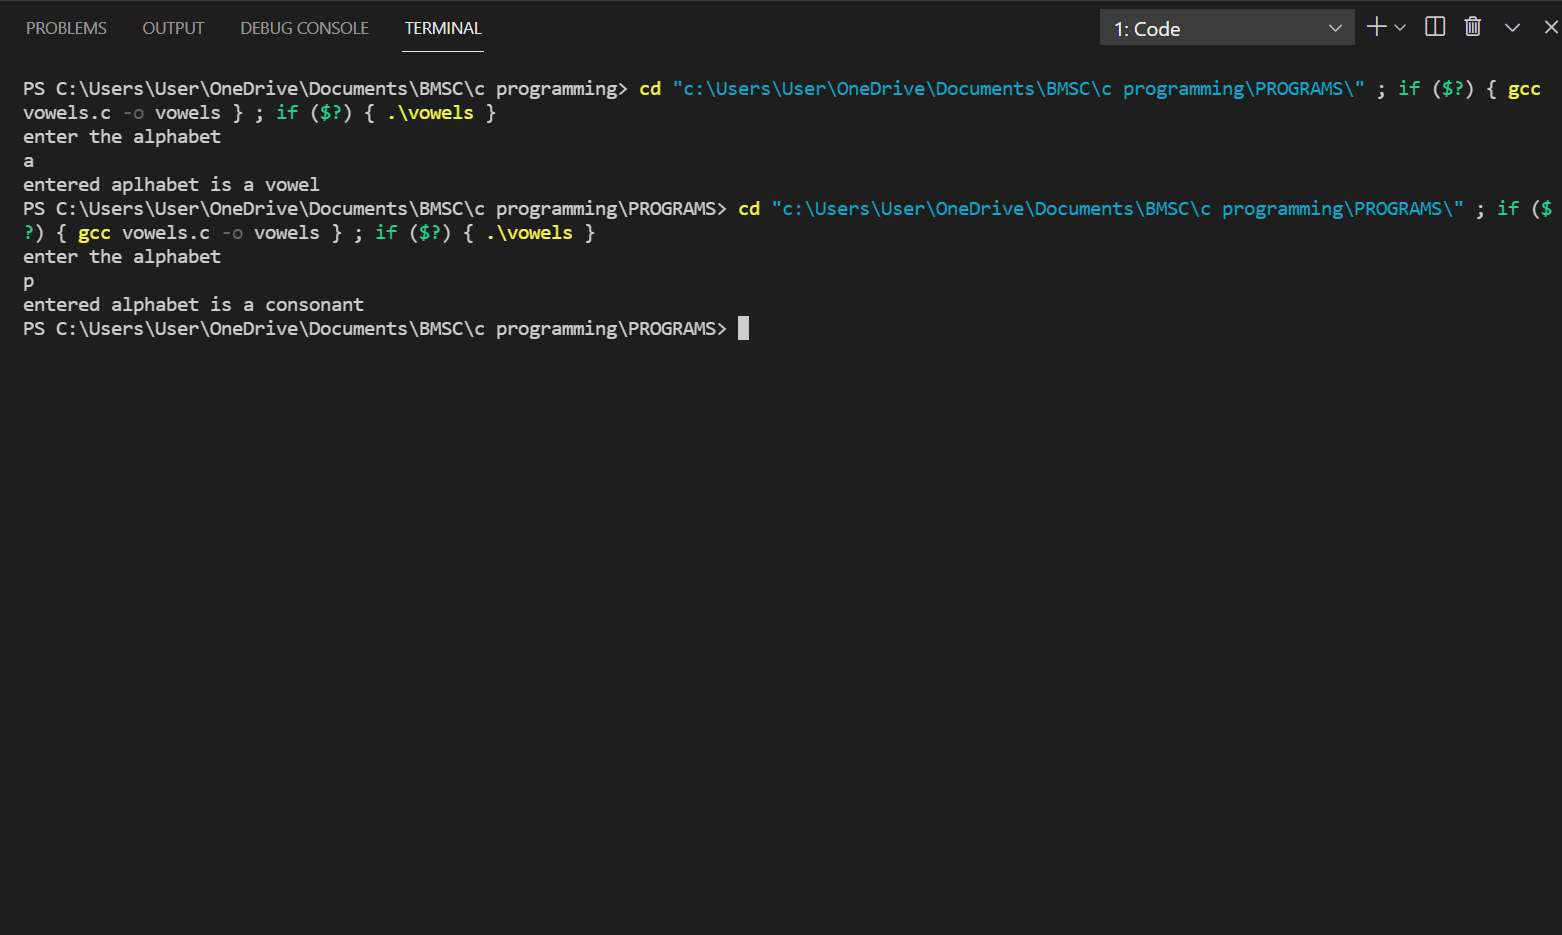 PROBLEMS OUTPUT DEBUG CONSOLE TERMINAL 1: Code
PS C:\Users\User\OneDrive\Documents\BMSC\c programming> cd "c:\Users\User\OneDrive\Documents\BMSC\c programming\PROGRAMS\" ; if ($?) { gcc
vowels.c -o vowels } ; if ($?) { .\vowels }
enter the alphabet
a
entered aplhabet is a vowel
PS C:\Users\User\OneDrive\Documents\BMSC\c programming\PROGRAMS> cd "c:\Users\User\OneDrive\Documents\BMSC\c programming\PROGRAMS\" ; if ($
?) { gcc vowels.c -o vowels } ; if ($?) { .\vowels }
enter the alphabet
p
entered alphabet is a consonant
PS C:\Users\User\OneDrive\Documents\BMSC\c programming\PROGRAMS>